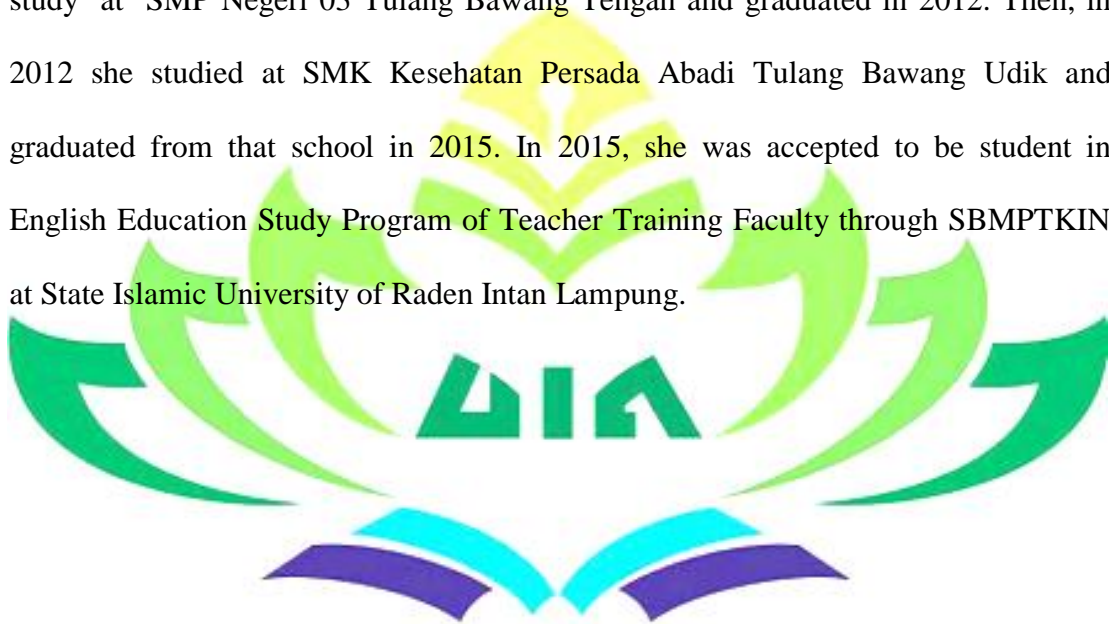 study at SMP Negeri 03 Tulang Bawang Tengah and graduated in 2012. Then, in
2012 she studied at SMK Kesehatan Persada Abadi Tulang Bawang Udik and
graduated from that school in 2015. In 2015, she was accepted to be student in
English Education Study Program of Teacher Training Faculty through SBMPTKIN
at State Islamic University of Raden Intan Lampung.
UIN